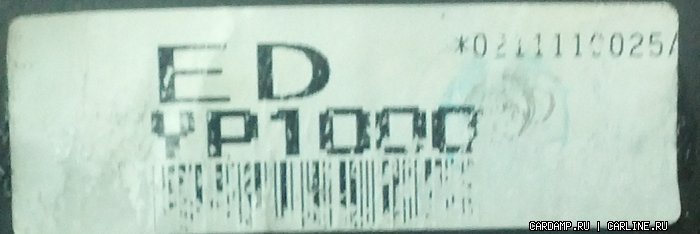 *0211110025/
ED
YP1000
CARDAMP.RU | CARLINE.RU